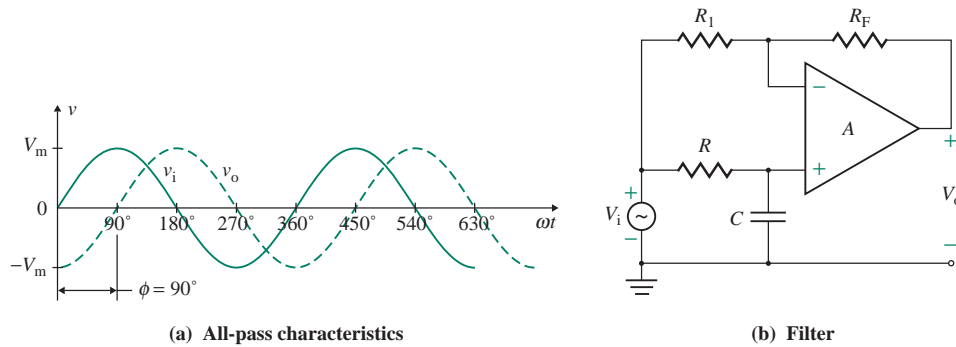 v
V_m
v_i
v_o
0
90° 180° 270° 360° 450° 540° 630° ωt
−V_m
ϕ = 90°
(a) All-pass characteristics
R_1
R_F
−
A
R
+
+
+
V_i
C
−
−
(b) Filter